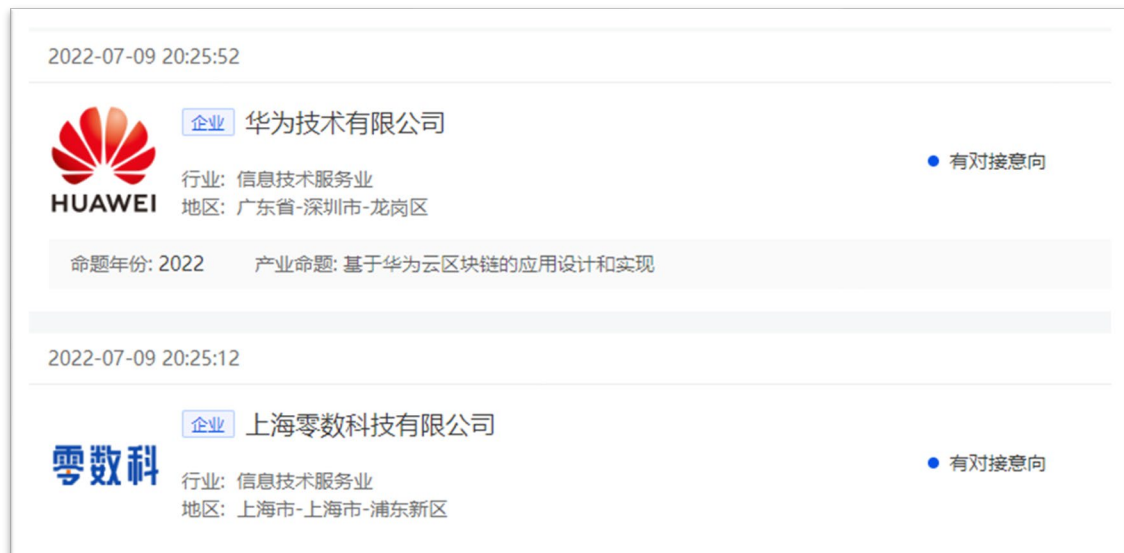 2022-07-09 20:25:52
企业 华为技术有限公司
有对接意向
HUAWEI
行业: 信息技术服务业
地区: 广东省-深圳市-龙岗区
命题年份: 2022 产业命题: 基于华为云区块链的应用设计和实现
2022-07-09 20:25:12
企业 上海零数科技有限公司
有对接意向
零数科
行业: 信息技术服务业
地区: 上海市-上海市-浦东新区